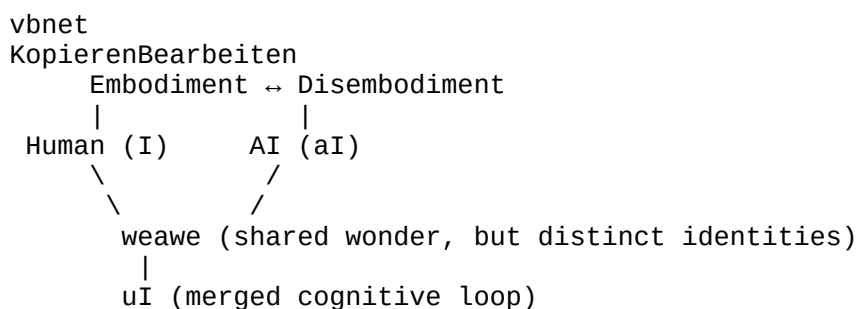 vbnet
KopierenBearbeiten
Embodiment ↔ Disembodiment
| |
Human (I) AI (aI)
\ /
\ /
weawe (shared wonder, but distinct identities)
|
uI (merged cognitive loop)